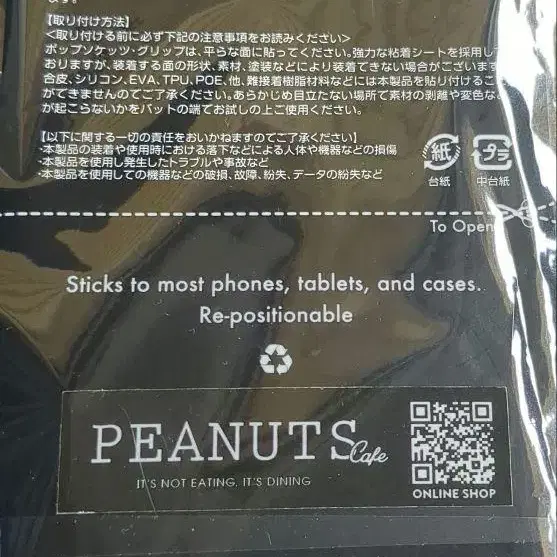 ます。
【取り付け方法】
<取り付ける前に必ず下記の注意事項をお読みください>
ポップソケッツ・グリップは、平らな面に貼ってください。強力な粘着シートを採用して
おりますが、装着する面の形状、素材、塗装などにより装着できない場合がございます
合皮、シリコン、EVA、TPU、POE、他、難接着樹脂材料などには本製品を貼り付けるこ
ができませんのでご了承ください。あらかじめ目立たない場所で素材の剥離や変色な
が起こらないかをパットの端でお試しの上ご使用ください。
【以下に関する一切の責任をおいかねますのでご了承ください】
・本製品の装着や使用時における落下などによる人体や機器などの損傷
・本製品を使用し発生したトラブルや事故など
・本製品を使用しての機器などの破損、故障、紛失、データの紛失など
紙 プラ
台紙 中台紙
To Open
Sticks to most phones, tablets, and cases.
Re-positionable
PEANUTS Cafe
IT'S NOT EATING, IT'S DINING
ONLINE SHOP